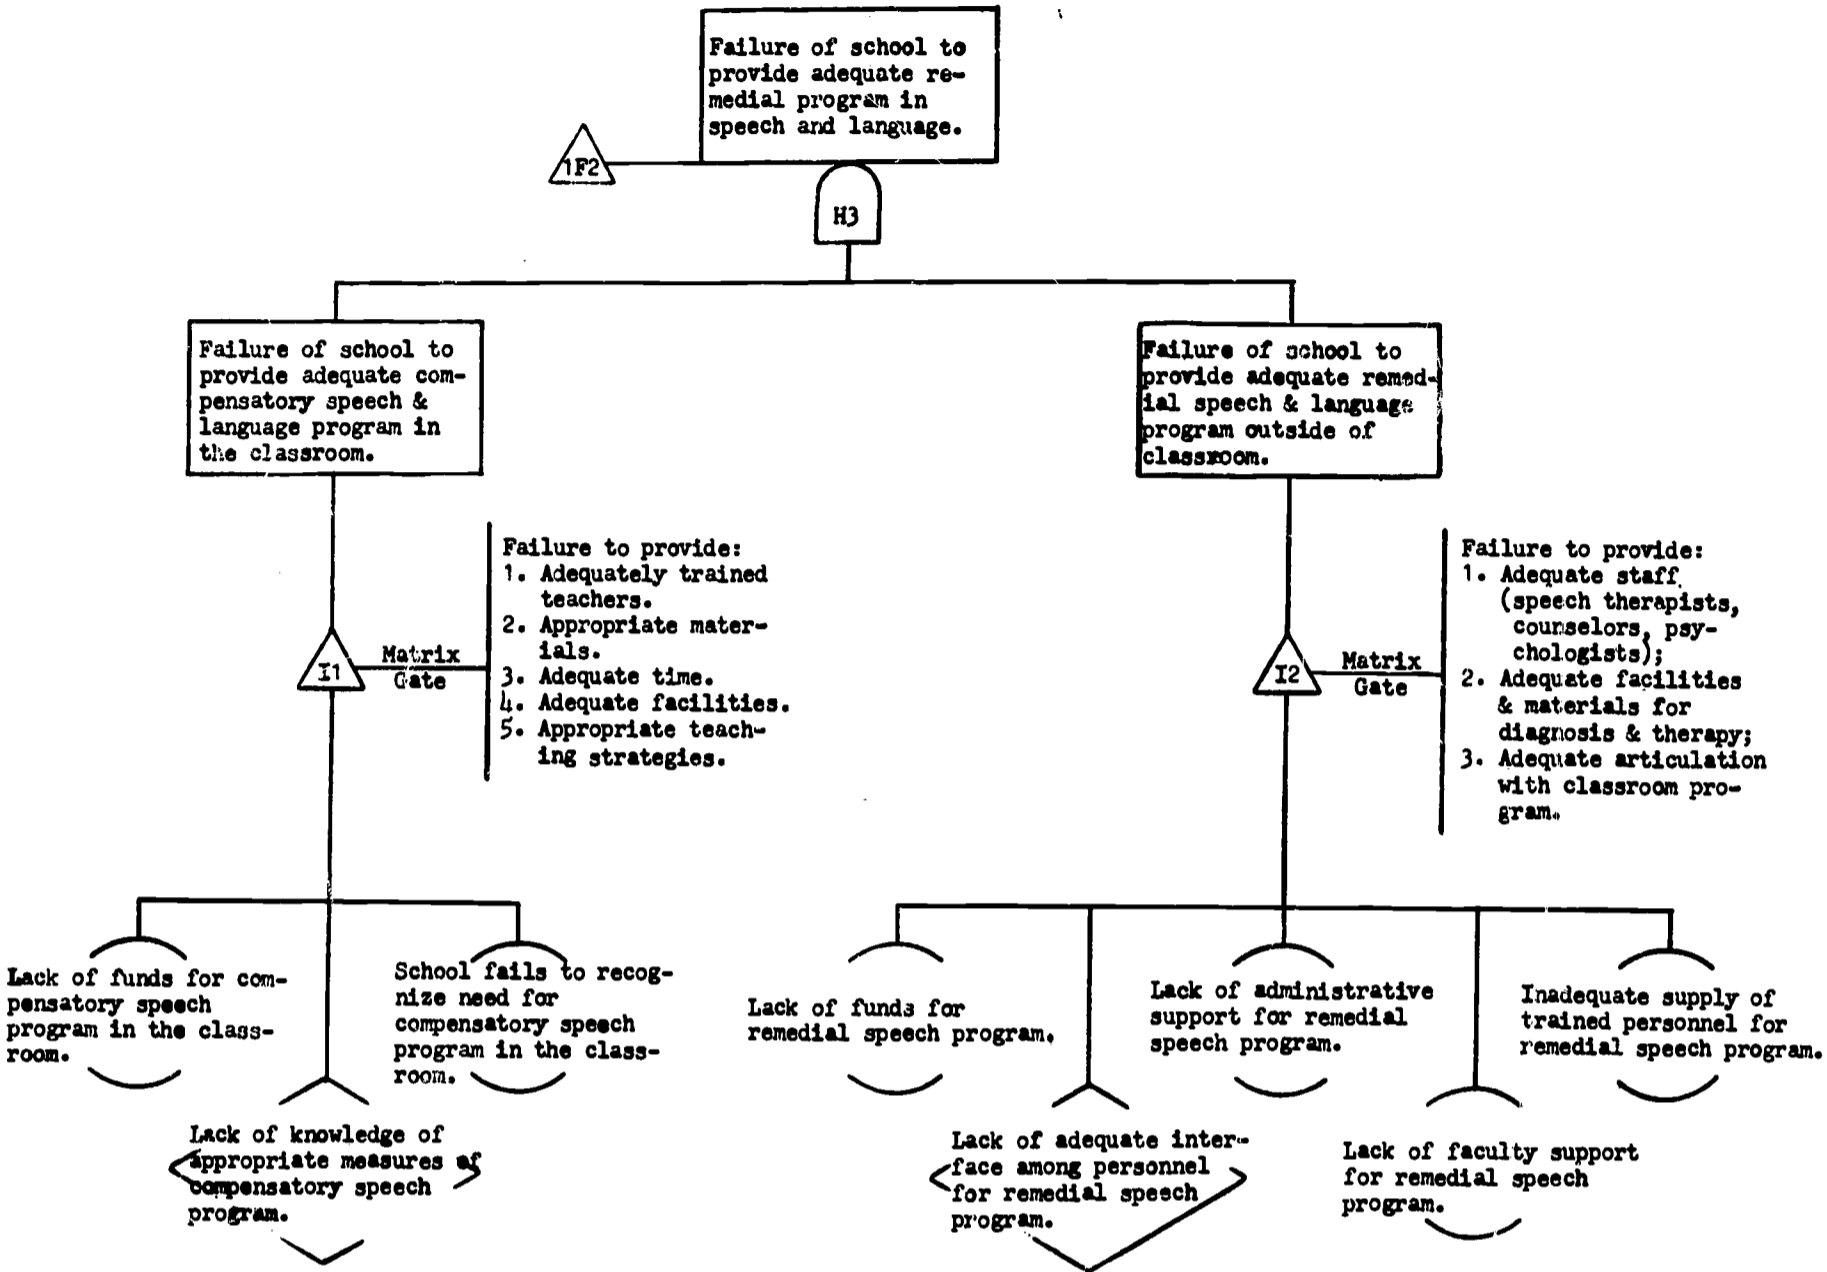 Failure of school to
provide adequate re-
medial program in
speech and language.
1F2
H3
Failure of school to
provide adequate com-
pensatory speech &
language program in
the classroom.
Failure of school to
provide adequate remed-
ial speech & language
program outside of
classroom.
Failure to provide:
1. Adequately trained
teachers.
2. Appropriate mater-
ials.
3. Adequate time.
4. Adequate facilities.
5. Appropriate teach-
ing strategies.
I1
Matrix
Gate
Failure to provide:
1. Adequate staff
(speech therapists,
counselors, psy-
chologists);
2. Adequate facilities
& materials for
diagnosis & therapy;
3. Adequate articulation
with classroom pro-
gram.
I2
Matrix
Gate
Lack of funds for com-
pensatory speech
program in the class-
room.
School fails to recog-
nize need for
compensatory speech
program in the class-
room.
Lack of knowledge of
appropriate measures of
compensatory speech
program.
Lack of funds for
remedial speech program.
Lack of administrative
support for remedial
speech program.
Inadequate supply of
trained personnel for
remedial speech program.
Lack of adequate inter-
face among personnel
for remedial speech
program.
Lack of faculty support
for remedial speech
program.